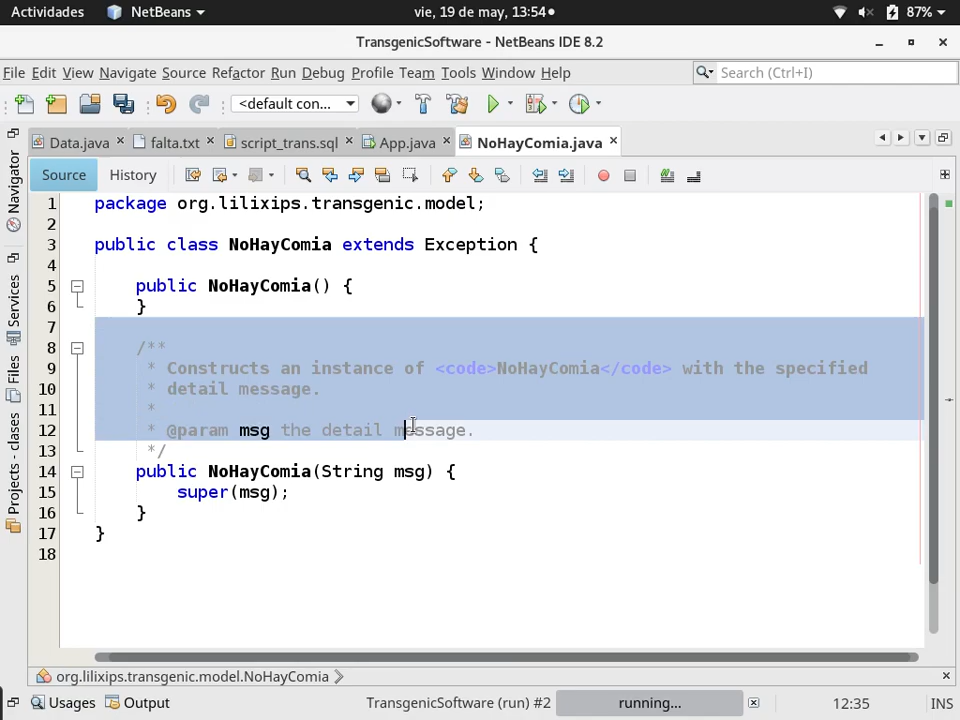 Actividades NetBeans vie, 19 de may, 13:54 87%
TransgenicSoftware - NetBeans IDE 8.2
File Edit View Navigate Source Refactor Run Debug Profile Team Tools Window Help Search (Ctrl+I)
<default con...
Data.java falta.txt script_trans.sql App.java NoHayComia.java
Source History
Navigator
Services
Files
Proyectos - clases
1 package org.lilixips.transgenic.model;
2
3 public class NoHayComia extends Exception {
4
5 public NoHayComia() {
6 }
7
8 /**
9 * Constructs an instance of <code>NoHayComia</code> with the specified
10 * detail message.
11 *
12 * @param msg the detail message.
13 */
14 public NoHayComia(String msg) {
15 super(msg);
16 }
17 }
18
org.lilixips.transgenic.model.NoHayComia
Usages Output TransgenicSoftware (run) #2 running... 12:35 INS